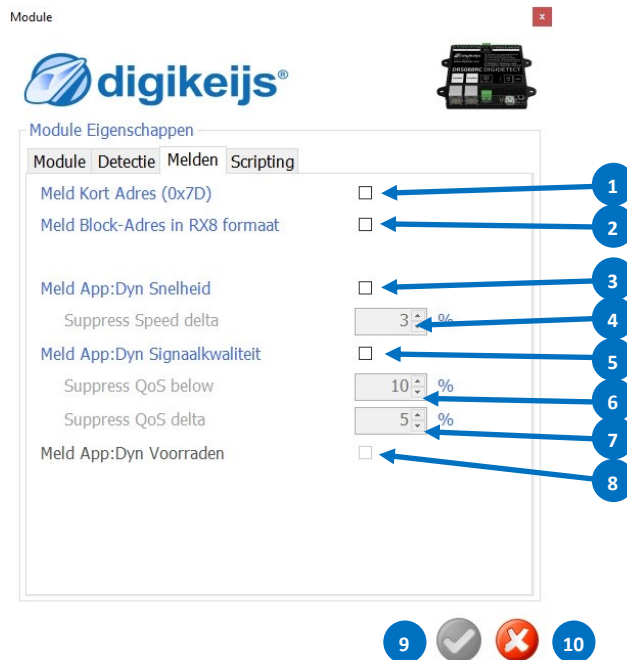 Module
x
digikeijs®
DR5088RC DIGIDETECT
Module Eigenschappen
Module Detectie Melden Scripting
Meld Kort Adres (0x7D) 1
Meld Block-Adres in RX8 formaat 2
Meld App:Dyn Snelheid 3
Suppress Speed delta 3 % 4
Meld App:Dyn Signaalkwaliteit 5
Suppress QoS below 10 % 6
Suppress QoS delta 5 % 7
Meld App:Dyn Voorraden 8
9 10